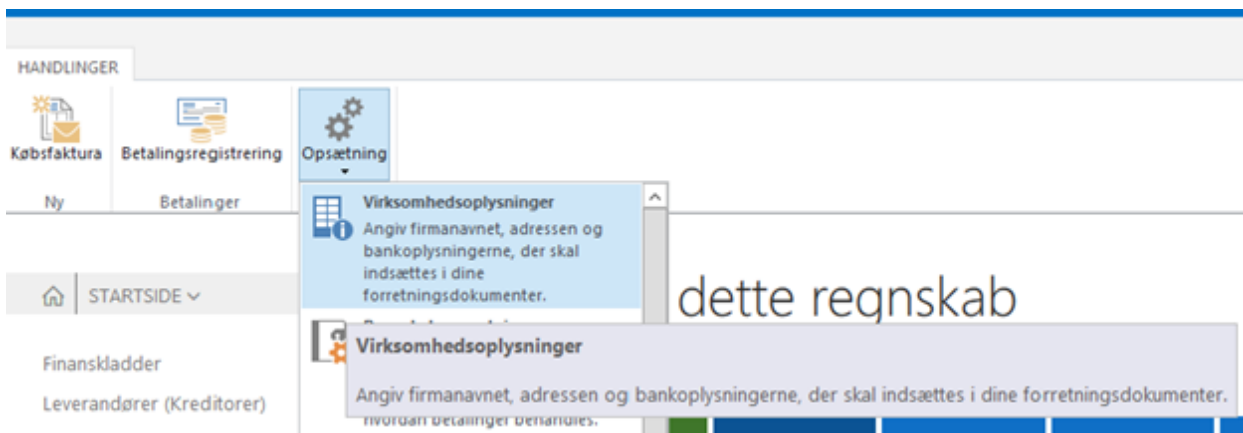 HANDLINGER
Købsfaktura
Betalingsregistrering
Opsætning
Ny
Betalinger
Virksomhedsoplysninger
Angiv firmanavnet, adressen og
bankoplysningerne, der skal
indsættes i dine
forretningsdokumenter.
STARTSIDE
dette regnskab
Finanskladder
Leverandører (Kreditorer)
Virksomhedsoplysninger
Angiv firmanavnet, adressen og bankoplysningerne, der skal indsættes i dine forretningsdokumenter.
hvordan betalinger behandles.